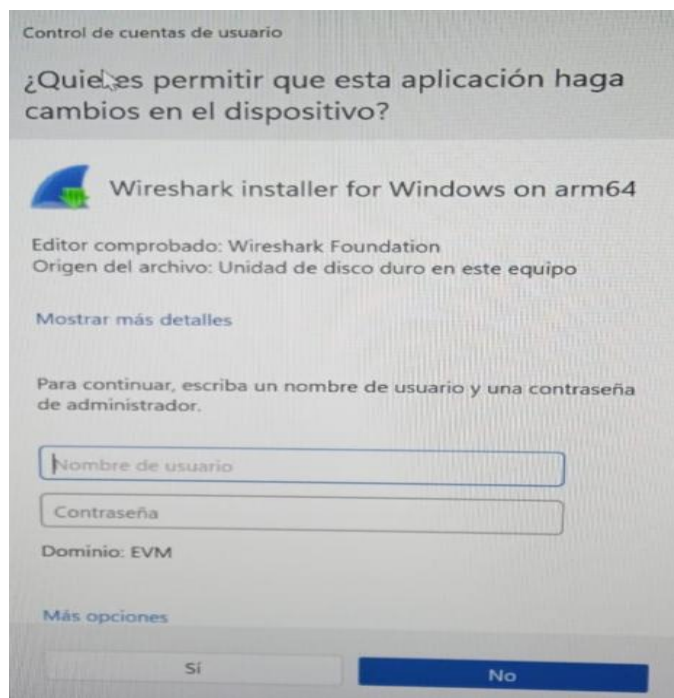 Control de cuentas de usuario
¿Quieres permitir que esta aplicación haga
cambios en el dispositivo?
Wireshark installer for Windows on arm64
Editor comprobado: Wireshark Foundation
Origen del archivo: Unidad de disco duro en este equipo
Mostrar más detalles
Para continuar, escriba un nombre de usuario y una contraseña
de administrador.
Nombre de usuario
Contraseña
Dominio: EVM
Más opciones
Sí
No